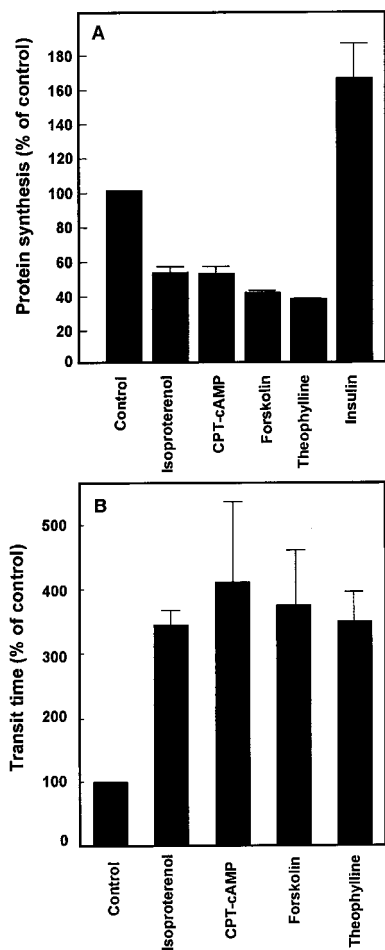 A
Protein synthesis (% of control)
180
160
140
120
100
80
60
40
20
0
Control
Isoproterenol
CPT-cAMP
Forskolin
Theophylline
Insulin
B
Transit time (% of control)
500
400
300
200
100
0
Control
Isoproterenol
CPT-cAMP
Forskolin
Theophylline